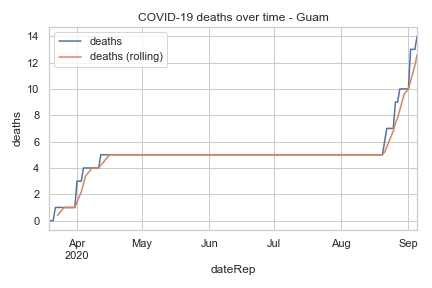 COVID-19 deaths over time - Guam
deaths
deaths (rolling)
14
12
10
8
6
4
2
0
deaths
Apr
2020
May
Jun
Jul
Aug
Sep
dateRep